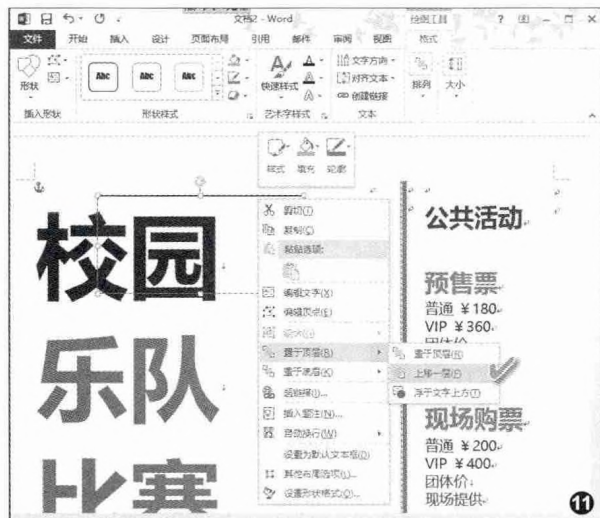 文档2 - Word
绘图工具
文件 开始 插入 设计 页面布局 引用 邮件 审阅 视图 格式
形状
Abc Abc Abc
快速样式
文字方向
对齐文本
创建链接
排列 大小
插入形状 形状样式 艺术字样式 文本
样式 填充 轮廓
剪切(T)
复制(C)
粘贴选项:
编辑文字(X)
编辑顶点(E)
组合(G)
置于顶层(R)
置于底层(K)
超链接(I)...
插入题注(N)...
自动换行(W)
设置为默认文本框(D)
其他布局选项(L)...
设置形状格式(O)...
置于顶层(R)
上移一层(F)
浮于文字上方(T)
校园
乐队
比赛
公共活动
预售票
普通 ¥180
VIP ¥360
团体价
现场购票
普通 ¥200
VIP ¥400
团体价
现场提供
11